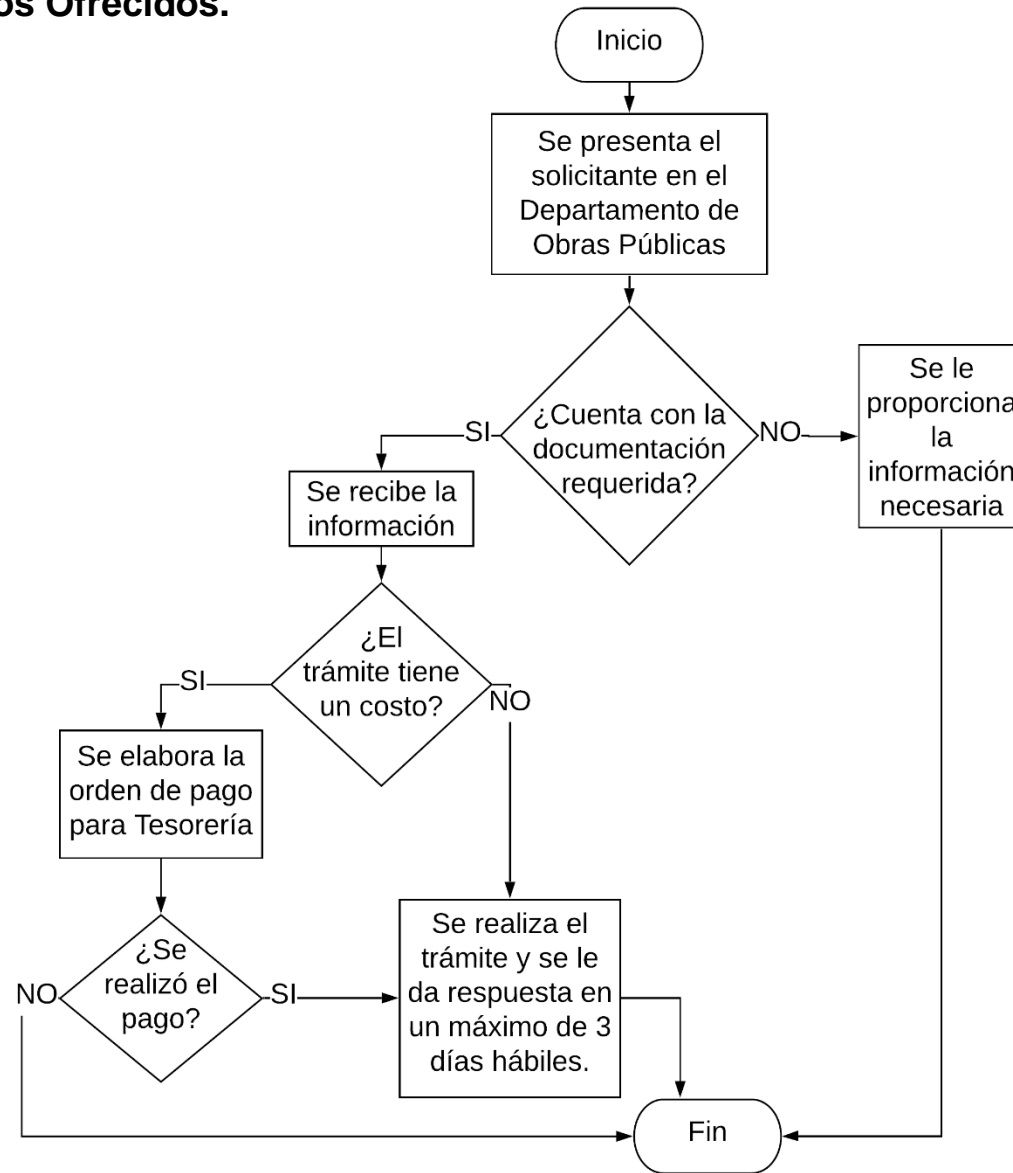 os Ofrecidos.
Inicio
Se presenta el
solicitante en el
Departamento de
Obras Públicas
¿Cuenta con la
documentación
requerida?
SI
NO
Se le
proporciona
la
información
necesaria
Se recibe la
información
¿El
trámite tiene
un costo?
SI
NO
Se elabora la
orden de pago
para Tesorería
¿Se
realizó el
pago?
NO
SI
Se realiza el
trámite y se le
da respuesta en
un máximo de 3
días hábiles.
Fin